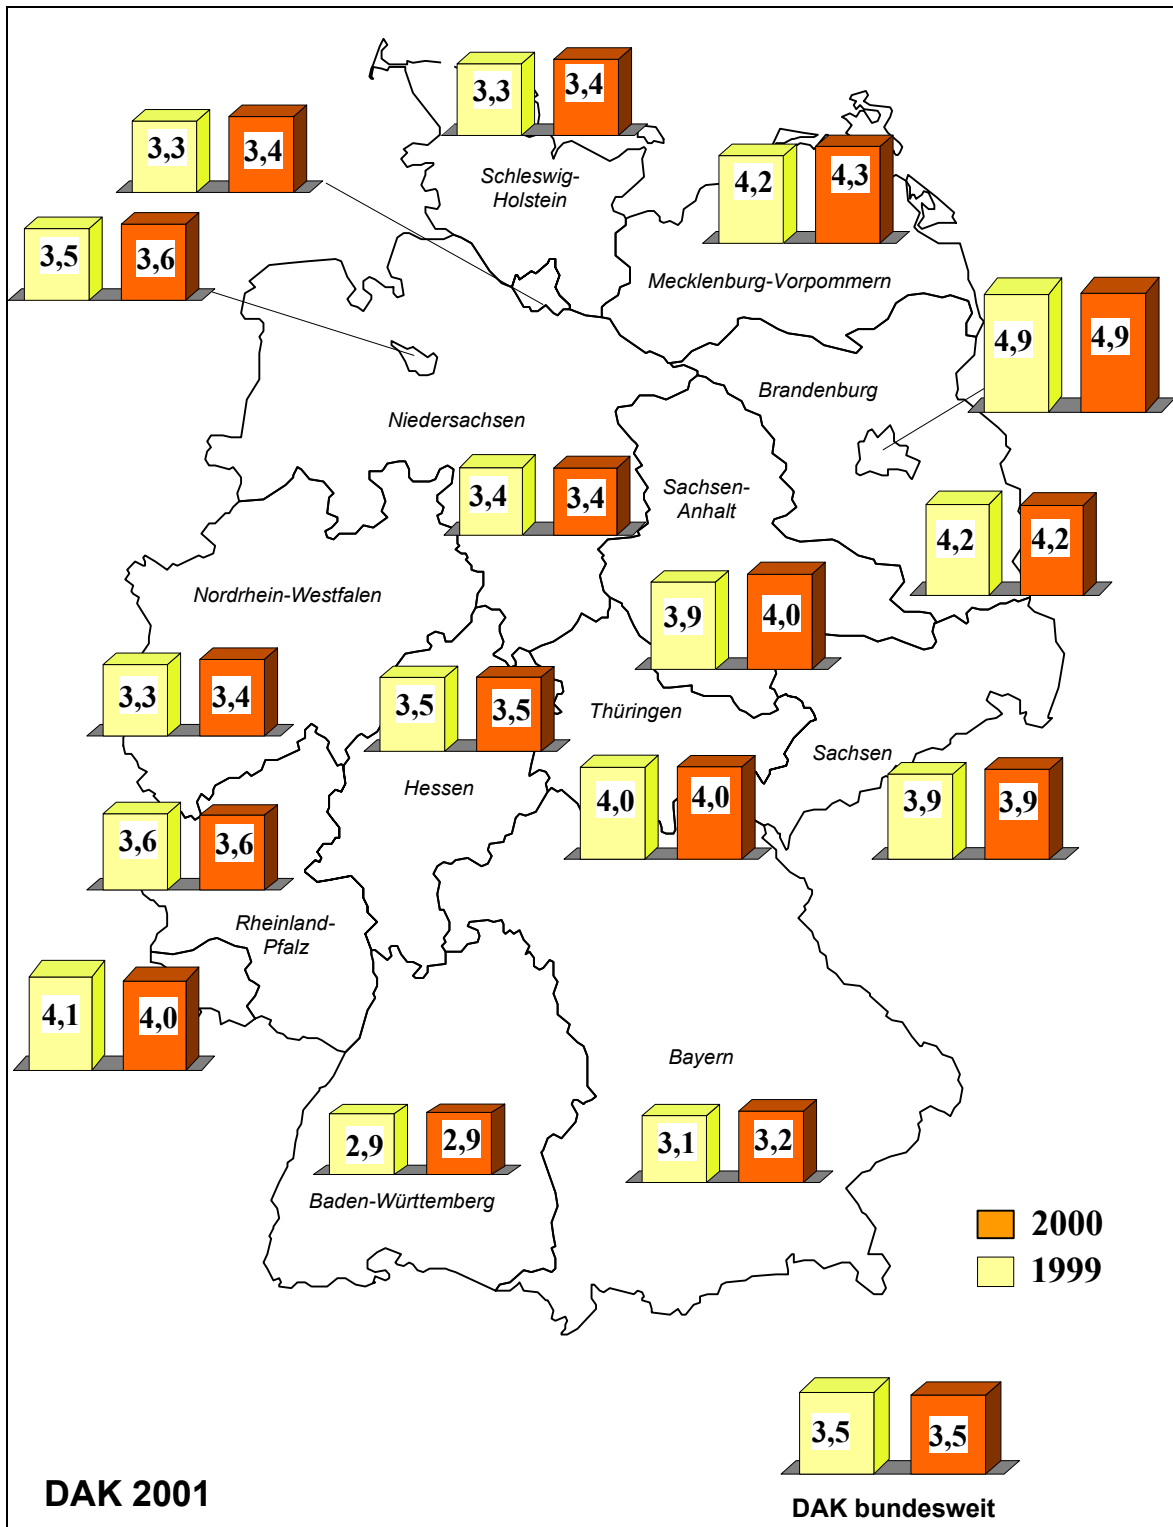 3,3 3,4
3,3 3,4
Schleswig-
Holstein
4,2 4,3
3,5 3,6
Mecklenburg-Vorpommern
4,9 4,9
Brandenburg
Niedersachsen
3,4 3,4
Sachsen-
Anhalt
4,2 4,2
Nordrhein-Westfalen
3,9 4,0
3,3 3,4
3,5 3,5
Thüringen
Sachsen
Hessen
4,0 4,0
3,9 3,9
3,6 3,6
Rheinland-
Pfalz
4,1 4,0
Bayern
2,9 2,9
3,1 3,2
Baden-Württemberg
2000
1999
3,5 3,5
DAK 2001
DAK bundesweit